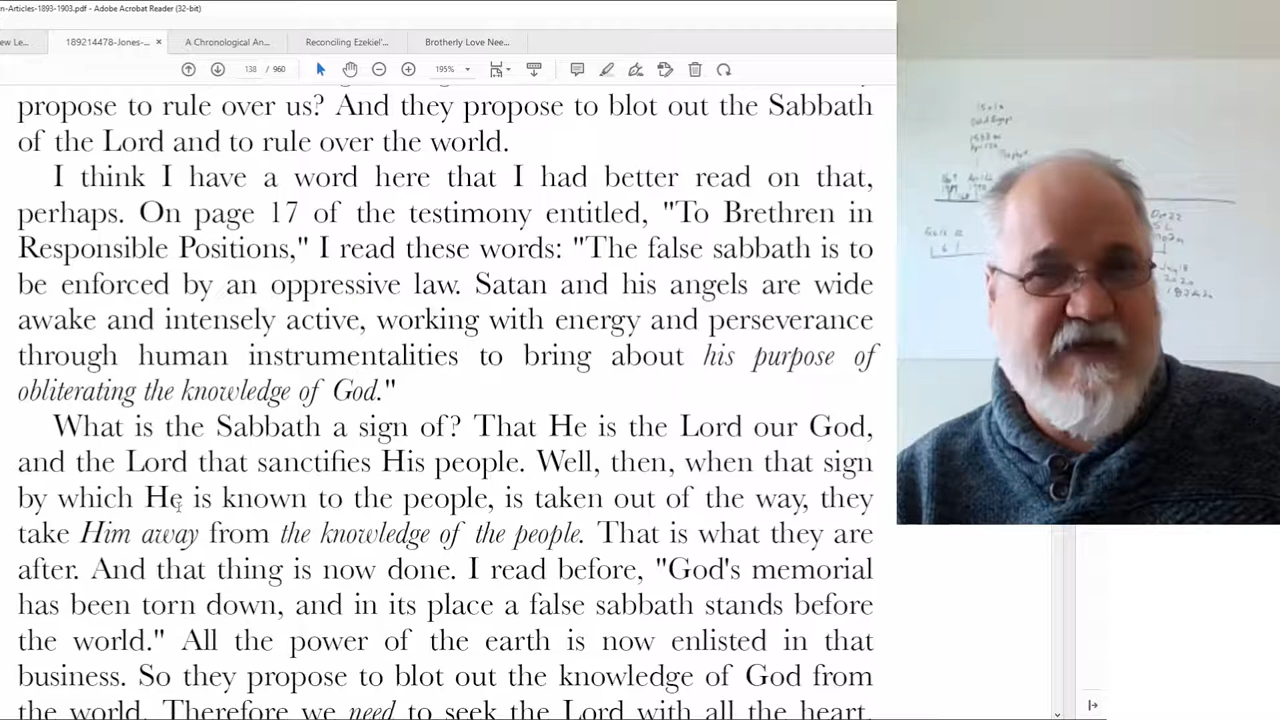 n-Articles-1893-1903.pdf - Adobe Acrobat Reader (32-bit)
ew Le...
189214478-Jones-... ×
A Chronological An...
Reconciling Ezekiel'...
Brotherly Love Nee...
138 / 960
195%
propose to rule over us? And they propose to blot out the Sabbath
of the Lord and to rule over the world.
I think I have a word here that I had better read on that,
perhaps. On page 17 of the testimony entitled, "To Brethren in
Responsible Positions," I read these words: "The false sabbath is to
be enforced by an oppressive law. Satan and his angels are wide
awake and intensely active, working with energy and perseverance
through human instrumentalities to bring about his purpose of
obliterating the knowledge of God."
What is the Sabbath a sign of? That He is the Lord our God,
and the Lord that sanctifies His people. Well, then, when that sign
by which He is known to the people, is taken out of the way, they
take Him away from the knowledge of the people. That is what they are
after. And that thing is now done. I read before, "God's memorial
has been torn down, and in its place a false sabbath stands before
the world." All the power of the earth is now enlisted in that
business. So they propose to blot out the knowledge of God from
the world. Therefore we need to seek the Lord with all the heart,